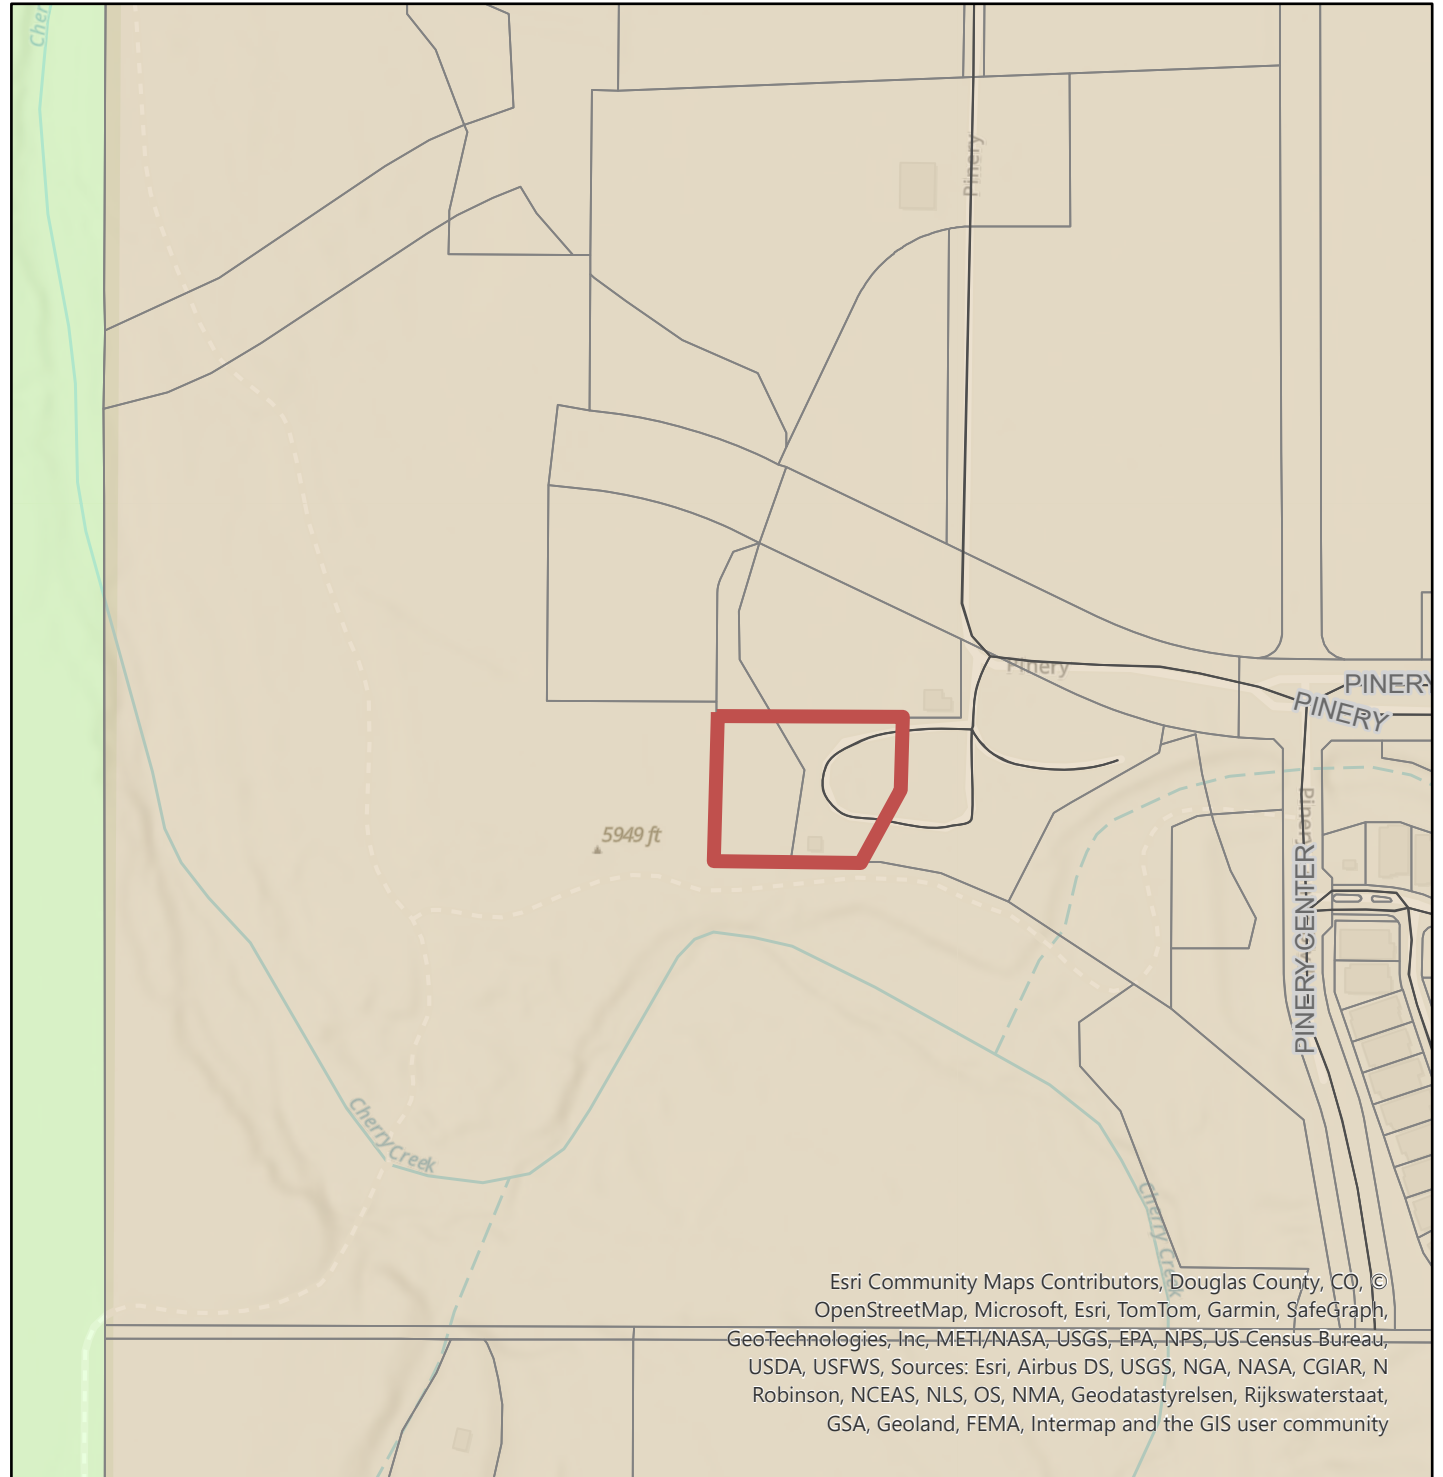 Cher
Pinery
Pinery
PINERY
PINERY
Pinery
5949 ft
PINERY CENTER
Cherry Creek
Cherry Creek
Esri Community Maps Contributors, Douglas County, CO, ©
OpenStreetMap, Microsoft, Esri, TomTom, Garmin, SafeGraph,
GeoTechnologies, Inc, METI/NASA, USGS, EPA, NPS, US Census Bureau,
USDA, USFWS, Sources: Esri, Airbus DS, USGS, NGA, NASA, CGIAR, N
Robinson, NCEAS, NLS, OS, NMA, Geodatastyrelsen, Rijkswaterstaat,
GSA, Geoland, FEMA, Intermap and the GIS user community